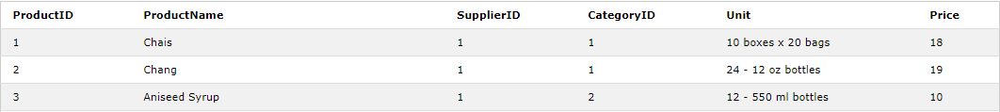 ProductID ProductName SupplierID CategoryID Unit Price
1 Chais 1 1 10 boxes x 20 bags 18
2 Chang 1 1 24 - 12 oz bottles 19
3 Aniseed Syrup 1 2 12 - 550 ml bottles 10